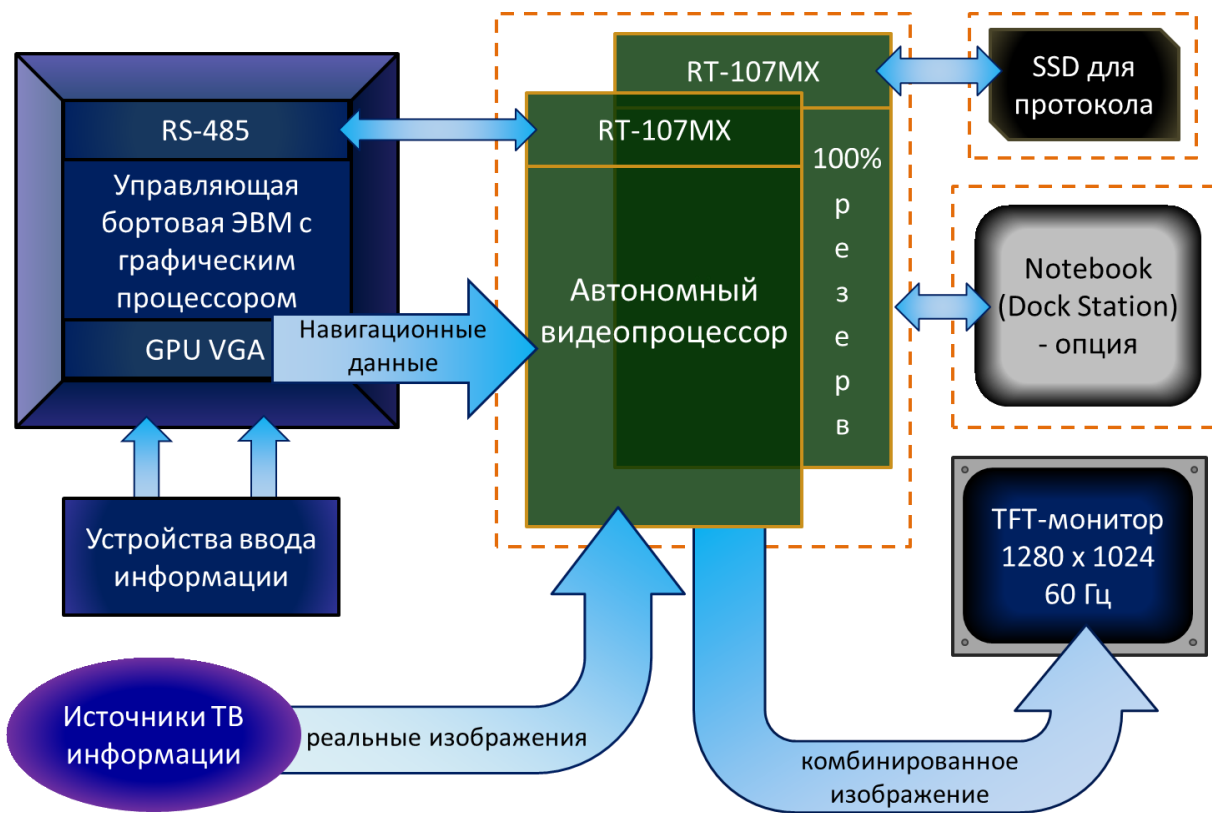 RS-485
Управляющая
бортовая ЭВМ с
графическим
процессором
GPU VGA
Навигационные
данные
Устройства ввода
информации
Источники ТВ
информации
реальные изображения
RT-107MX
RT-107MX
Автономный
видеопроцессор
100%
р
е
з
е
р
в
SSD для
протокола
Notebook
(Dock Station)
- опция
TFT-монитор
1280 x 1024
60 Гц
комбинированное
изображение